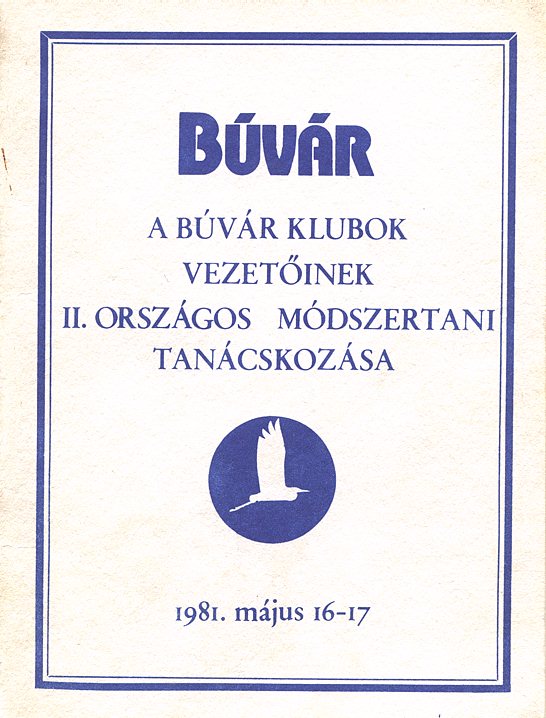 BÚVÁR
A BÚVÁR KLUBOK
VEZETŐINEK
II. ORSZÁGOS MÓDSZERTANI
TANÁCSKOZÁSA
1981. május 16-17